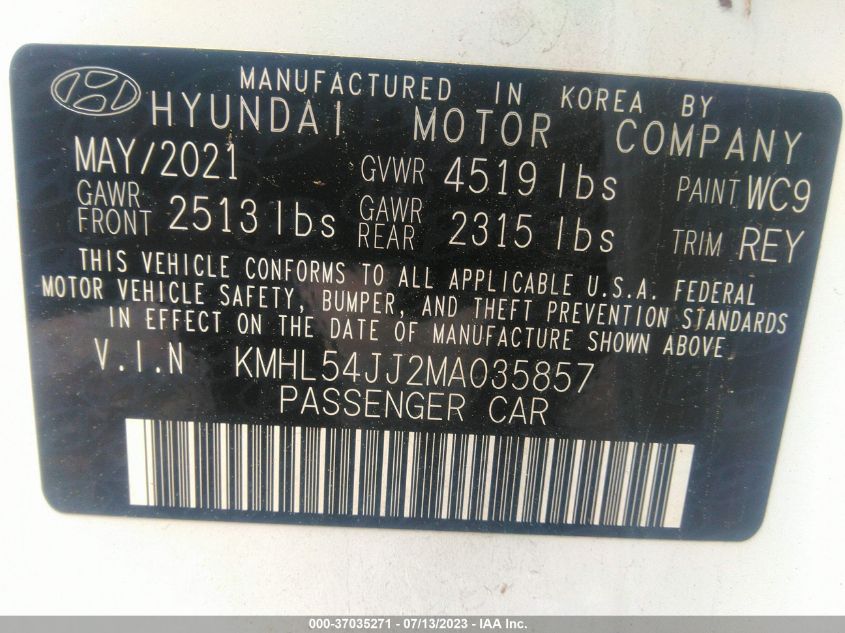 MANUFACTURED IN KOREA BY
HYUNDAI MOTOR COMPANY
MAY/2021 GVWR 4519 lbs PAINT WC9
GAWR FRONT 2513 lbs GAWR REAR 2315 lbs TRIM REY
THIS VEHICLE CONFORMS TO ALL APPLICABLE U.S.A. FEDERAL
MOTOR VEHICLE SAFETY, BUMPER, AND THEFT PREVENTION STANDARDS
IN EFFECT ON THE DATE OF MANUFACTURE SHOWN ABOVE.
V.I.N KMHL54JJ2MA035857
PASSENGER CAR
000-37035271 - 07/13/2023 - IAA Inc.